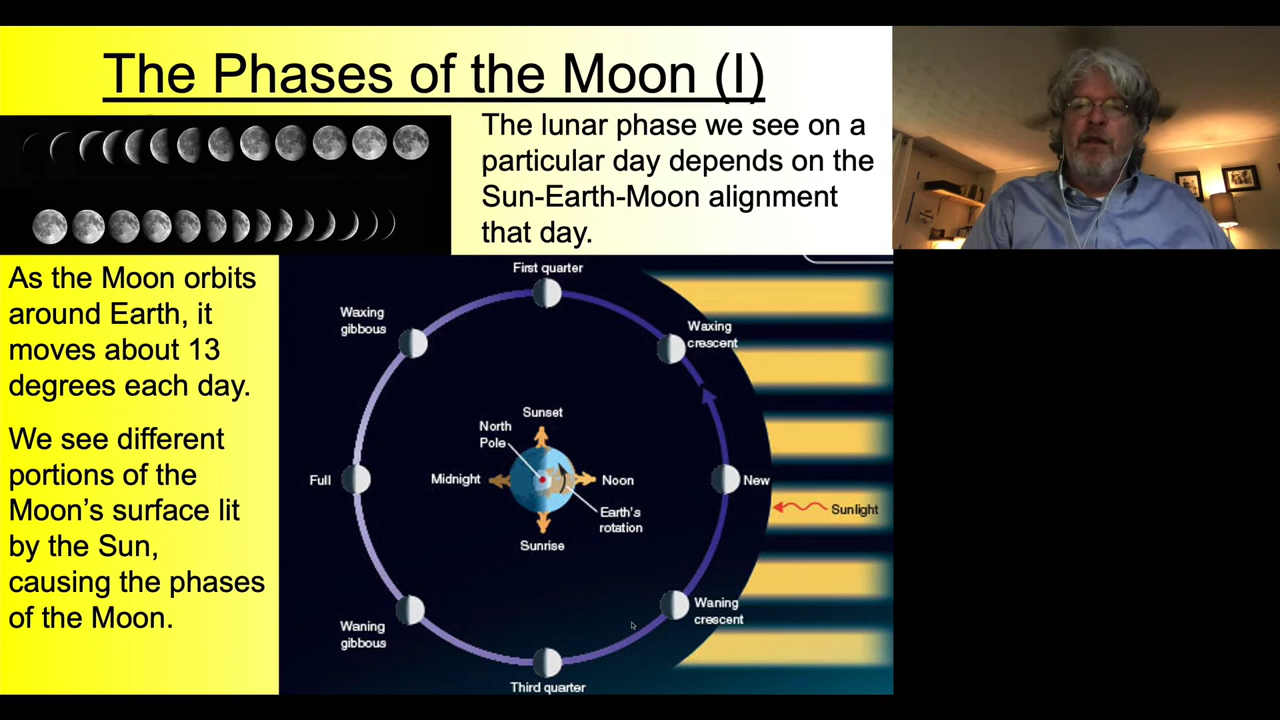 The Phases of the Moon (I)
The lunar phase we see on a
particular day depends on the
Sun-Earth-Moon alignment
that day.
As the Moon orbits
around Earth, it
moves about 13
degrees each day.
We see different
portions of the
Moon’s surface lit
by the Sun,
causing the phases
of the Moon.
First quarter
Waxing
gibbous
Waxing
crescent
Sunset
North
Pole
Full
Midnight
Noon
New
Earth's
rotation
Sunlight
Sunrise
Waning
gibbous
Waning
crescent
Third quarter